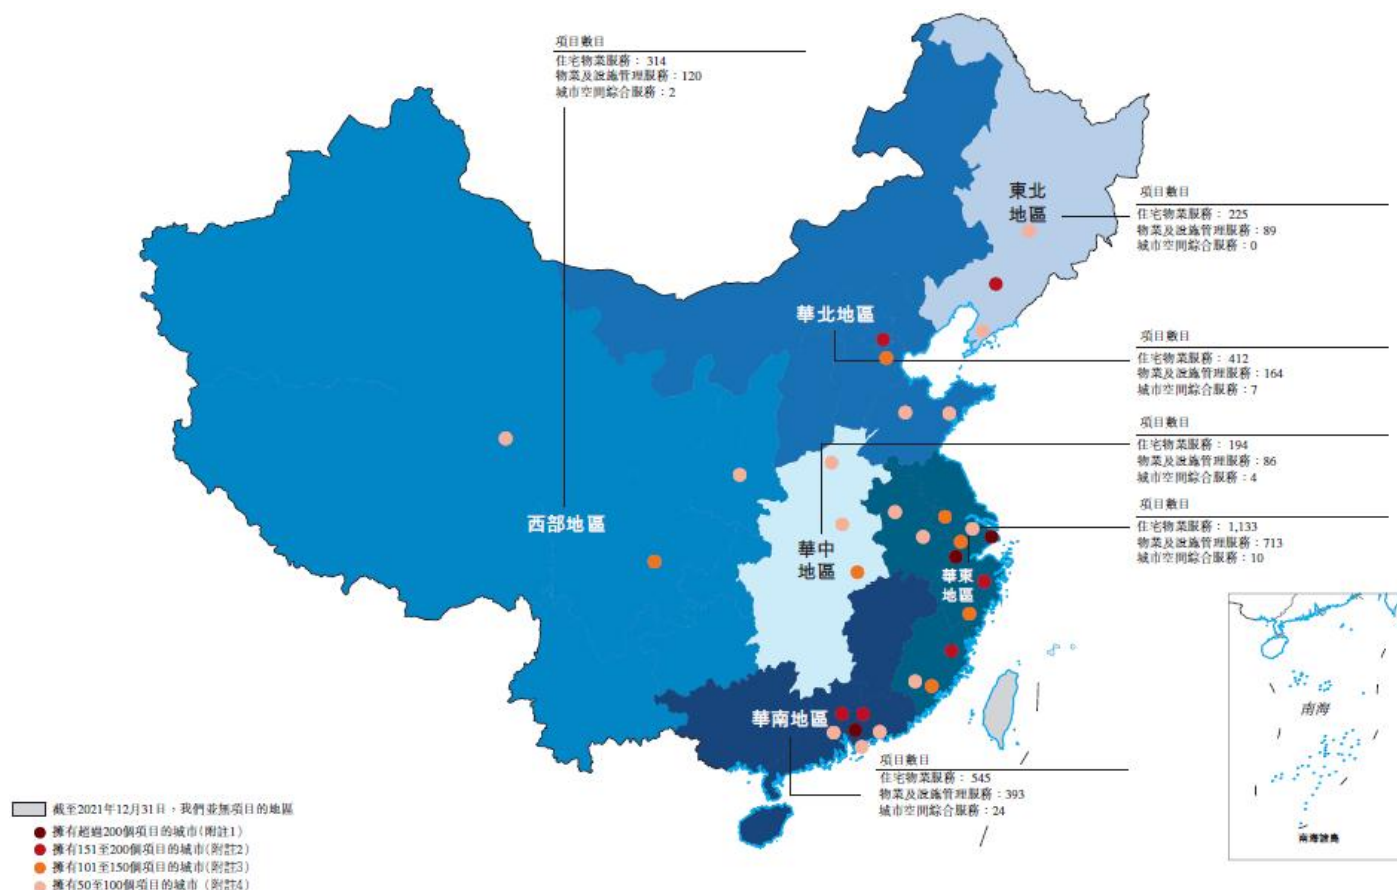 項目數目
住宅物業服務：314
物業及設施管理服務：120
城市空間綜合服務：2
東北
地區
項目數目
住宅物業服務：225
物業及設施管理服務：89
城市空間綜合服務：0
華北地區
項目數目
住宅物業服務：412
物業及設施管理服務：164
城市空間綜合服務：7
項目數目
住宅物業服務：194
物業及設施管理服務：86
城市空間綜合服務：4
西部地區
華中
地區
項目數目
住宅物業服務：1,133
物業及設施管理服務：713
城市空間綜合服務：10
華東
地區
華南地區
項目數目
住宅物業服務：545
物業及設施管理服務：393
城市空間綜合服務：24
南海
南海諸島
截至2021年12月31日，我們並無項目的地區
擁有超過200個項目的城市(附註1)
擁有151至200個項目的城市(附註2)
擁有101至150個項目的城市(附註3)
擁有50至100個項目的城市 (附註4)